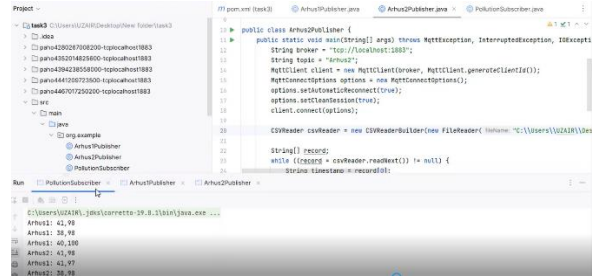 Project
pom.xml (task3)
Arhus1Publisher.java
Arhus2Publisher.java
PollutionSubscriber.java
task3 C:\Users\UZAIR\Desktop\New folder\task3
.idea
paho4280267008200-tcplocalhost1883
paho4352014825800-tcplocalhost1883
paho4394238558000-tcplocalhost1883
paho4441209723500-tcplocalhost1883
paho4467017250200-tcplocalhost1883
src
main
java
org.example
Arhus1Publisher
Arhus2Publisher
PollutionSubscriber
public class Arhus2Publisher {
public static void main(String[] args) throws MqttException, InterruptedException, IOExcepti
String broker = "tcp://localhost:1883";
String topic = "Arhus2";
MqttClient client = new MqttClient(broker, MqttClient.generateClientId());
MqttConnectOptions options = new MqttConnectOptions();
options.setAutomaticReconnect(true);
options.setCleanSession(true);
client.connect(options);
CSVReader csvReader = new CSVReaderBuilder(new FileReader( fileName: "C:\\Users\\UZAIR\\Des
String[] record;
while ((record = csvReader.readNext()) != null) {
String timestamp = record[0];
Run PollutionSubscriber Arhus1Publisher Arhus2Publisher
C:\Users\UZAIR\.jdks\corretto-19.0.1\bin\java.exe ...
Arhus1: 41,98
Arhus1: 38,98
Arhus1: 40,100
Arhus2: 42,98
Arhus1: 41,97
Arhus2: 38,98